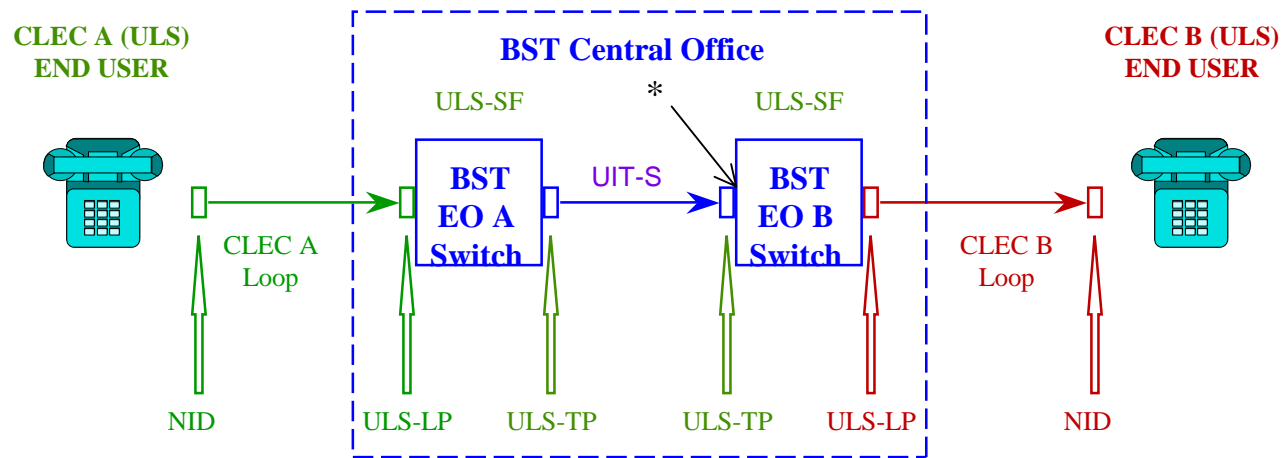 CLEC A (ULS)
END USER
BST Central Office
CLEC B (ULS)
END USER
ULS-SF
*
ULS-SF
BST
EO A
Switch
UIT-S
BST
EO B
Switch
CLEC A
Loop
CLEC B
Loop
NID
ULS-LP
ULS-TP
ULS-TP
ULS-LP
NID